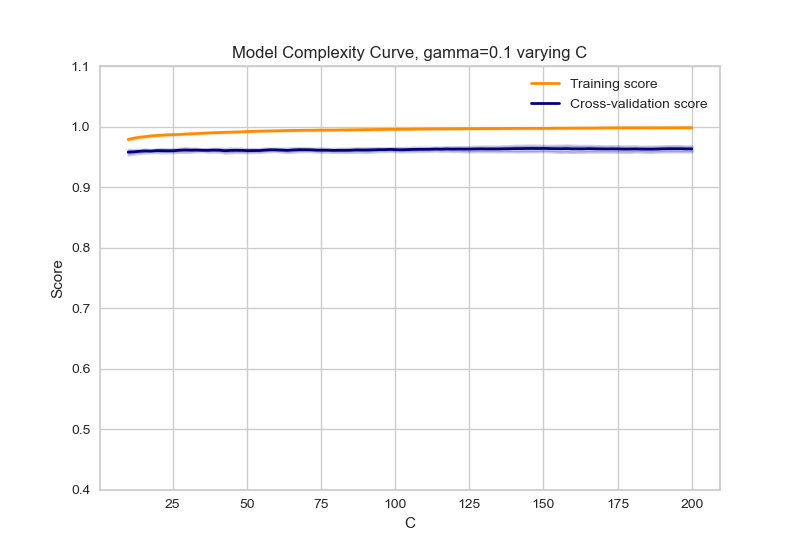 Model Complexity Curve, gamma=0.1 varying C
1.1
Training score
Cross-validation score
1.0
0.9
0.8
0.7
0.6
0.5
0.4
Score
25 50 75 100 125 150 175 200
C